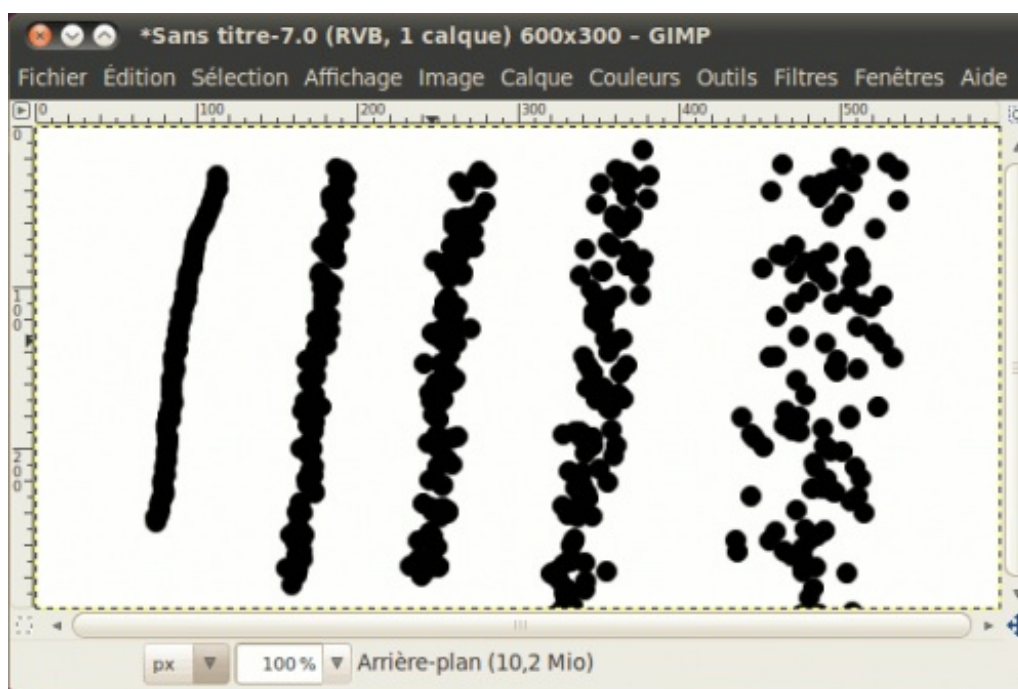 *Sans titre-7.0 (RVB, 1 calque) 600x300 – GIMP
Fichier Édition Sélection Affichage Image Calque Couleurs Outils Filtres Fenêtres Aide
0 100 200 300 400 500
0
100
200
px 100 % Arrière-plan (10,2 Mio)